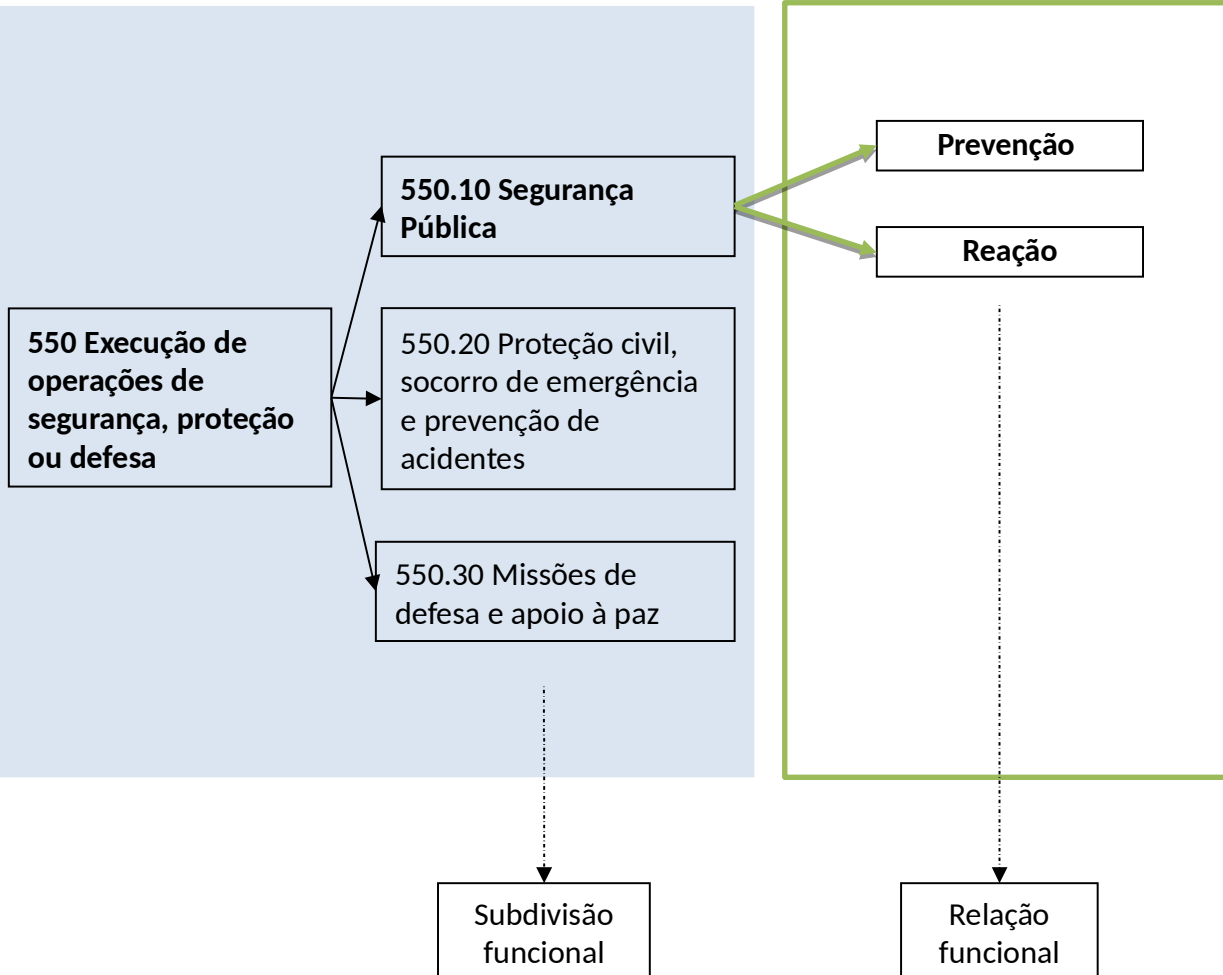 550 Execução de
operações de
segurança, proteção
ou defesa
550.10 Segurança
Pública
550.20 Proteção civil,
socorro de emergência
e prevenção de
acidentes
550.30 Missões de
defesa e apoio à paz
Prevenção
Reação
Subdivisão
funcional
Relação
funcional